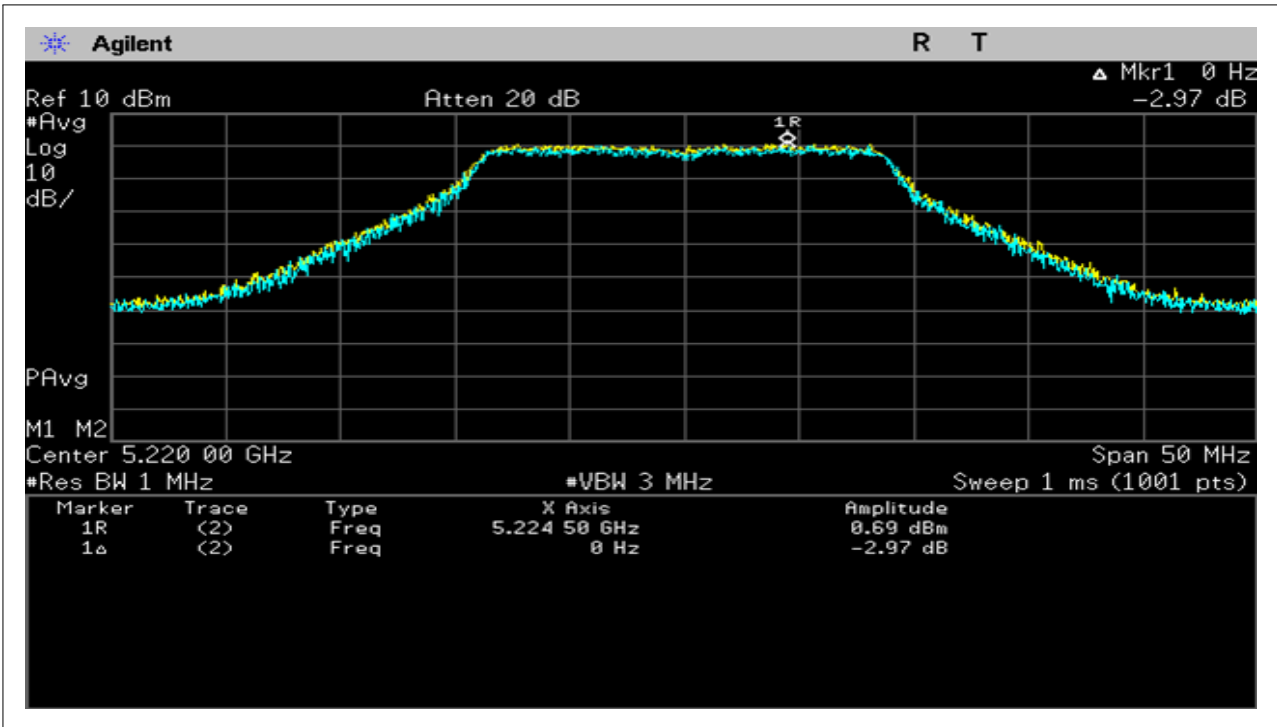 Agilent R T
Δ Mkr1 0 Hz
Ref 10 dBm Atten 20 dB -2.97 dB
#Avg
Log
10
dB/
1R
PAvg
M1 M2
Center 5.220 00 GHz Span 50 MHz
#Res BW 1 MHz #VBW 3 MHz Sweep 1 ms (1001 pts)
Marker Trace Type X Axis Amplitude
1R (2) Freq 5.224 50 GHz 0.69 dBm
1Δ (2) Freq 0 Hz -2.97 dB